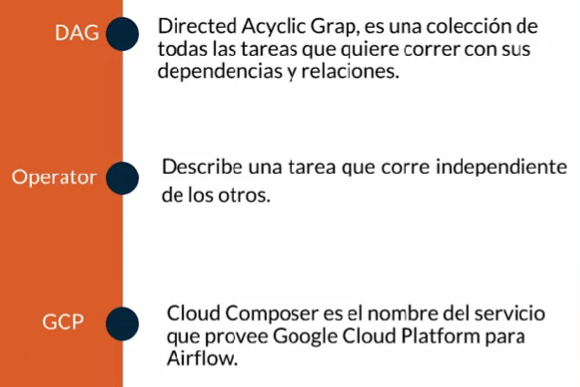 DAG
Directed Acyclic Grap, es una colección de
todas las tareas que quiere correr con sus
dependencias y relaciones.
Operator
Describe una tarea que corre independiente
de los otros.
GCP
Cloud Composer es el nombre del servicio
que provee Google Cloud Platform para
Airflow.